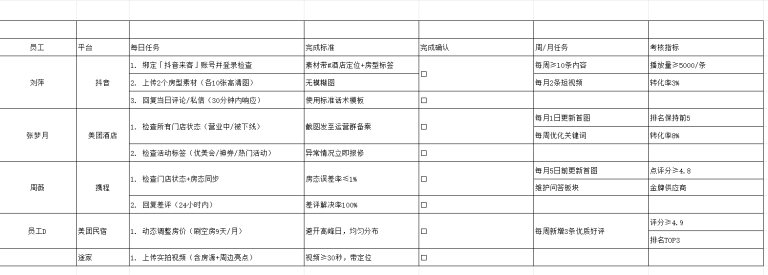 员工 平台 每日任务 完成标准 完成确认 周/月任务 考核指标
刘萍 抖音 1. 绑定「抖音来客」账号并登录检查 素材带#酒店定位+房型标签 □ 每周≥10条内容 播放量≥5000/条
2. 上传2个房型素材（各10张高清图） 无模糊图 每月2条短视频 转化率3%
3. 回复当日评论/私信（30分钟内响应） 使用标准话术模板 □
张梦月 美团酒店 1. 检查所有门店状态（营业中/被下线） 截图发至运营群备案 □ 每月1日更新首图 排名保持前5
每周优化关键词 转化率8%
2. 检查活动标签（优美会/神券/热门活动） 异常情况立即报修 □
周薇 携程 1. 检查门店状态+房态同步 房态误差率≤1% □ 每月5日前更新首图 点评分≥4.8
维护问答板块 金牌供应商
2. 回复差评（24小时内） 差评解决率100% □
员工D 美团民宿 1. 动态调整房价（刷空房9天/月） 避开高峰日，均匀分布 □ 每周新增3条优质好评 评分≥4.9
排名TOP3
途家 1. 上传实拍视频（含房源+周边亮点） 视频≥30秒，带定位 □